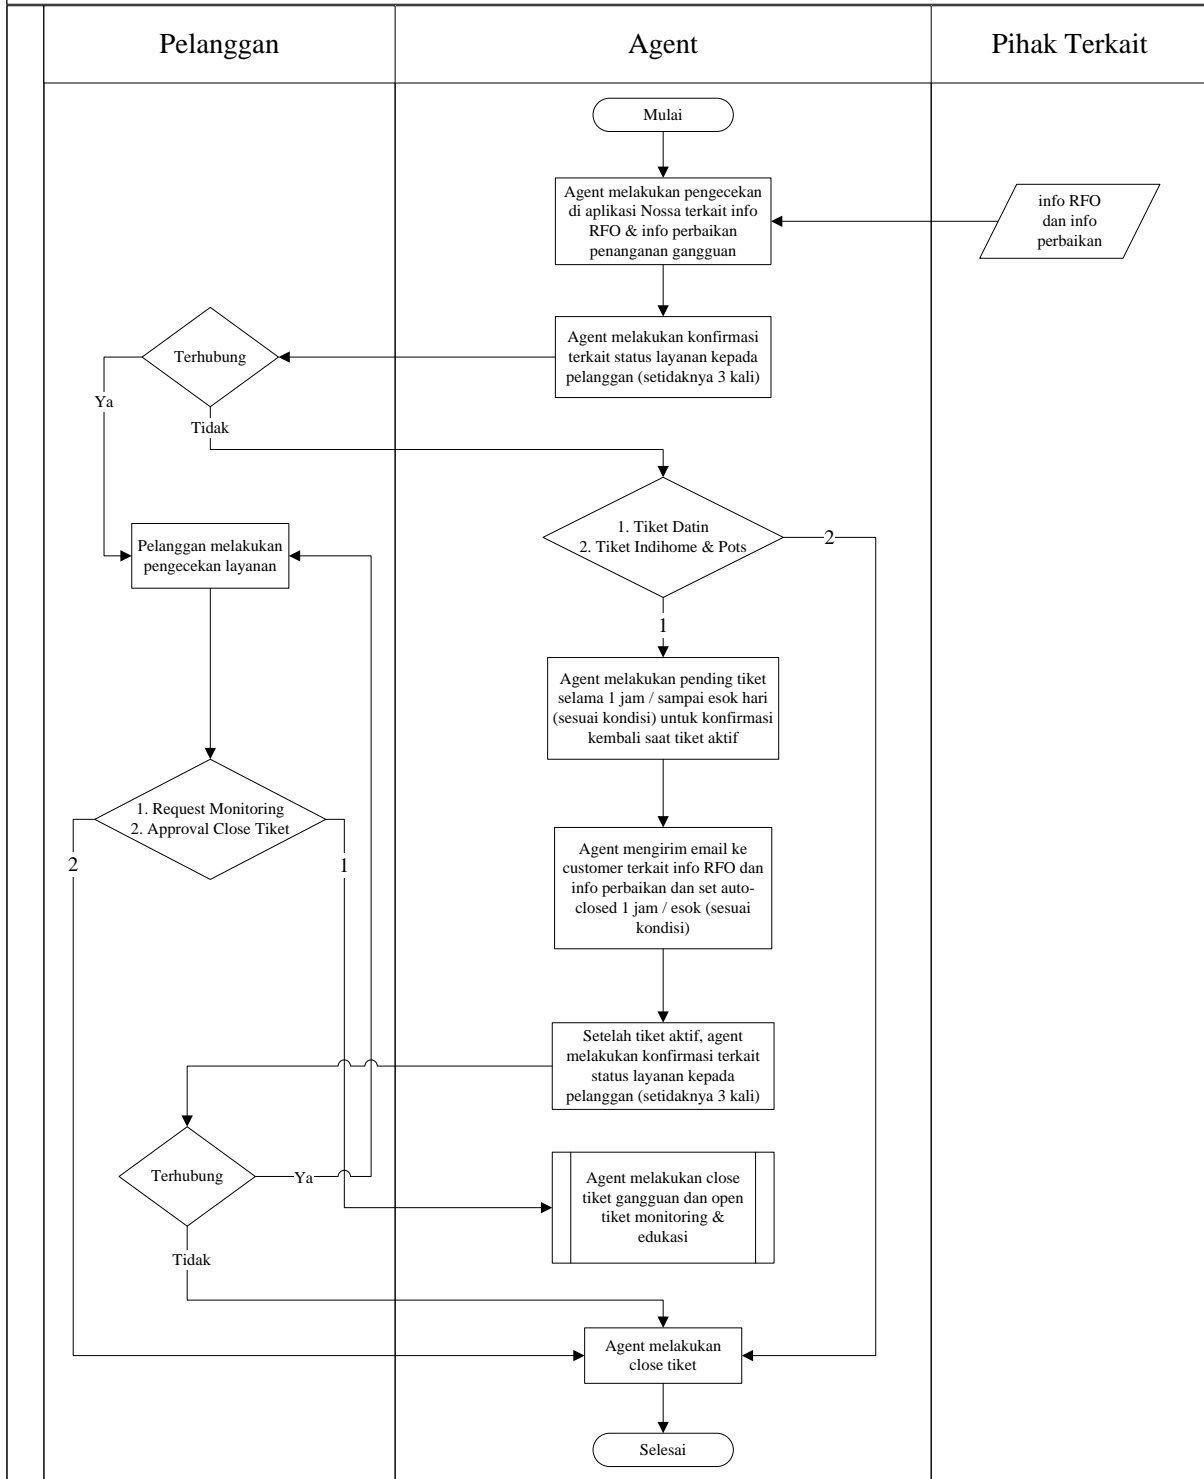 Pelanggan
Agent
Pihak Terkait
Mulai
Agent melakukan pengecekan
di aplikasi Nossa terkait info
RFO & info perbaikan
penanganan gangguan
info RFO
dan info
perbaikan
Agent melakukan konfirmasi
terkait status layanan kepada
pelanggan (setidaknya 3 kali)
Terhubung
Ya
Tidak
1. Tiket Datin
2. Tiket Indihome & Pots
2
1
Pelanggan melakukan
pengecekan layanan
Agent melakukan pending tiket
selama 1 jam / sampai esok hari
(sesuai kondisi) untuk konfirmasi
kembali saat tiket aktif
1. Request Monitoring
2. Approval Close Tiket
2
1
Agent mengirim email ke
customer terkait info RFO dan
info perbaikan dan set auto-
closed 1 jam / esok (sesuai
kondisi)
Setelah tiket aktif, agent
melakukan konfirmasi terkait
status layanan kepada
pelanggan (setidaknya 3 kali)
Terhubung
Ya
Tidak
Agent melakukan close
tiket gangguan dan open
tiket monitoring &
edukasi
Agent melakukan
close tiket
Selesai